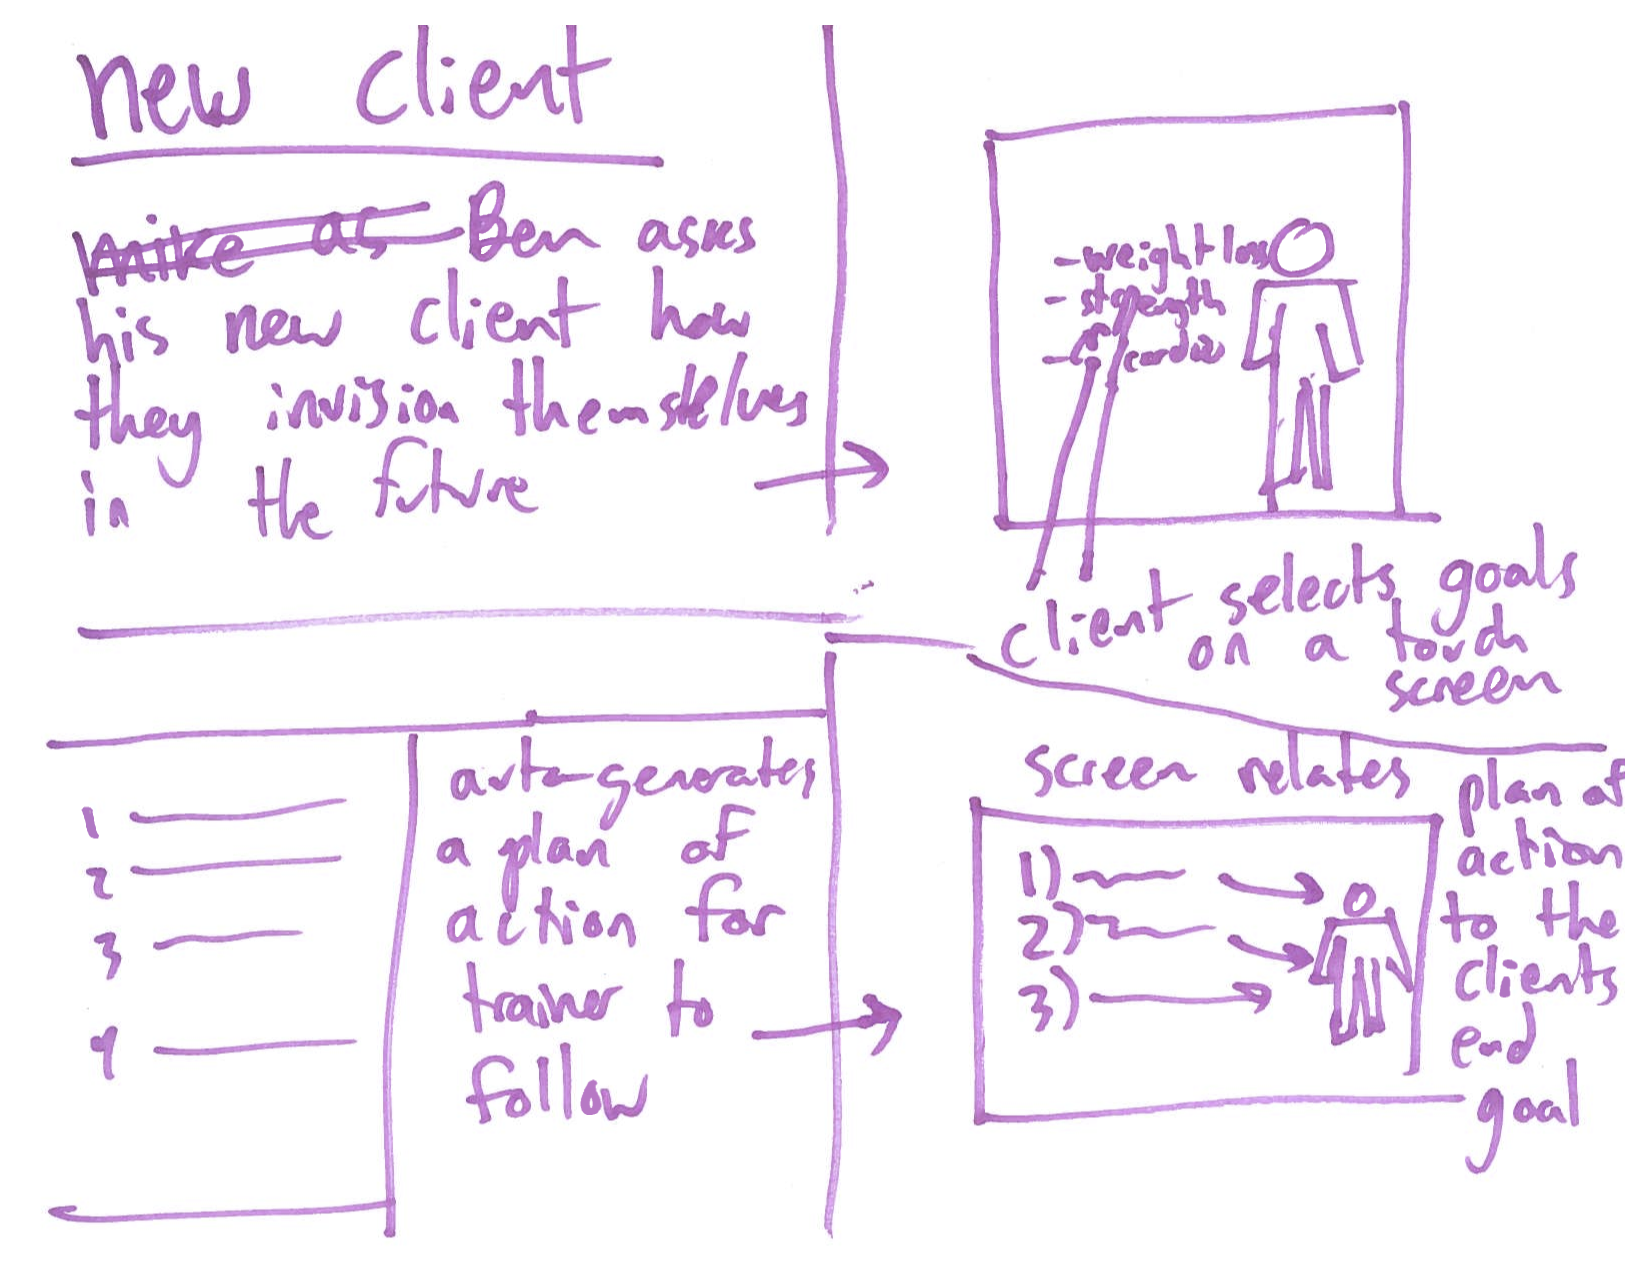 new client
mike as Ben asks
his new client how
they invision themselves
in the future
- weight loss
- strength
- cardio
client selects goals
on a touch
screen
1
2
3
4
auto-generates
a plan of
action for
trainer to
follow
screen relates
plan of
action
to the
clients
end
goal
1)
2)
3)